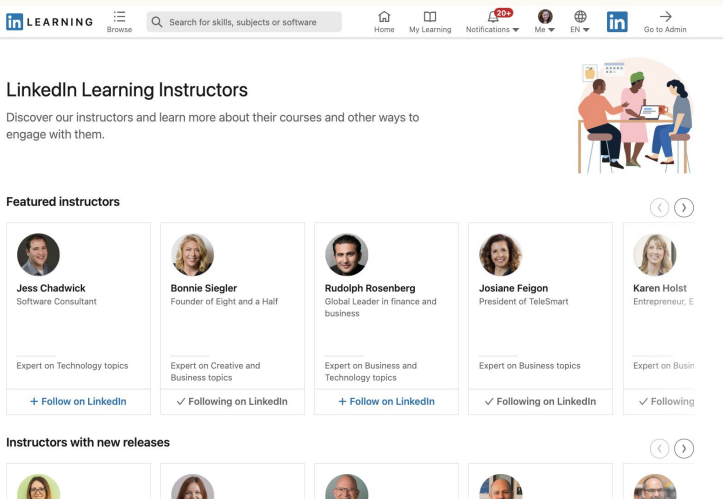 in LEARNING
Browse
Search for skills, subjects or software
Home
My Learning
20+
Notifications
Me
EN
in
Go to Admin
LinkedIn Learning Instructors
Discover our instructors and learn more about their courses and other ways to
engage with them.
Featured instructors
Jess Chadwick
Software Consultant
Expert on Technology topics
+ Follow on LinkedIn
Bonnie Siegler
Founder of Eight and a Half
Expert on Creative and
Business topics
✓ Following on LinkedIn
Rudolph Rosenberg
Global Leader in finance and
business
Expert on Business and
Technology topics
+ Follow on LinkedIn
Josiane Feigon
President of TeleSmart
Expert on Business topics
✓ Following on LinkedIn
Karen Holst
Entrepreneur, E
Expert on Busin
✓ Following
Instructors with new releases